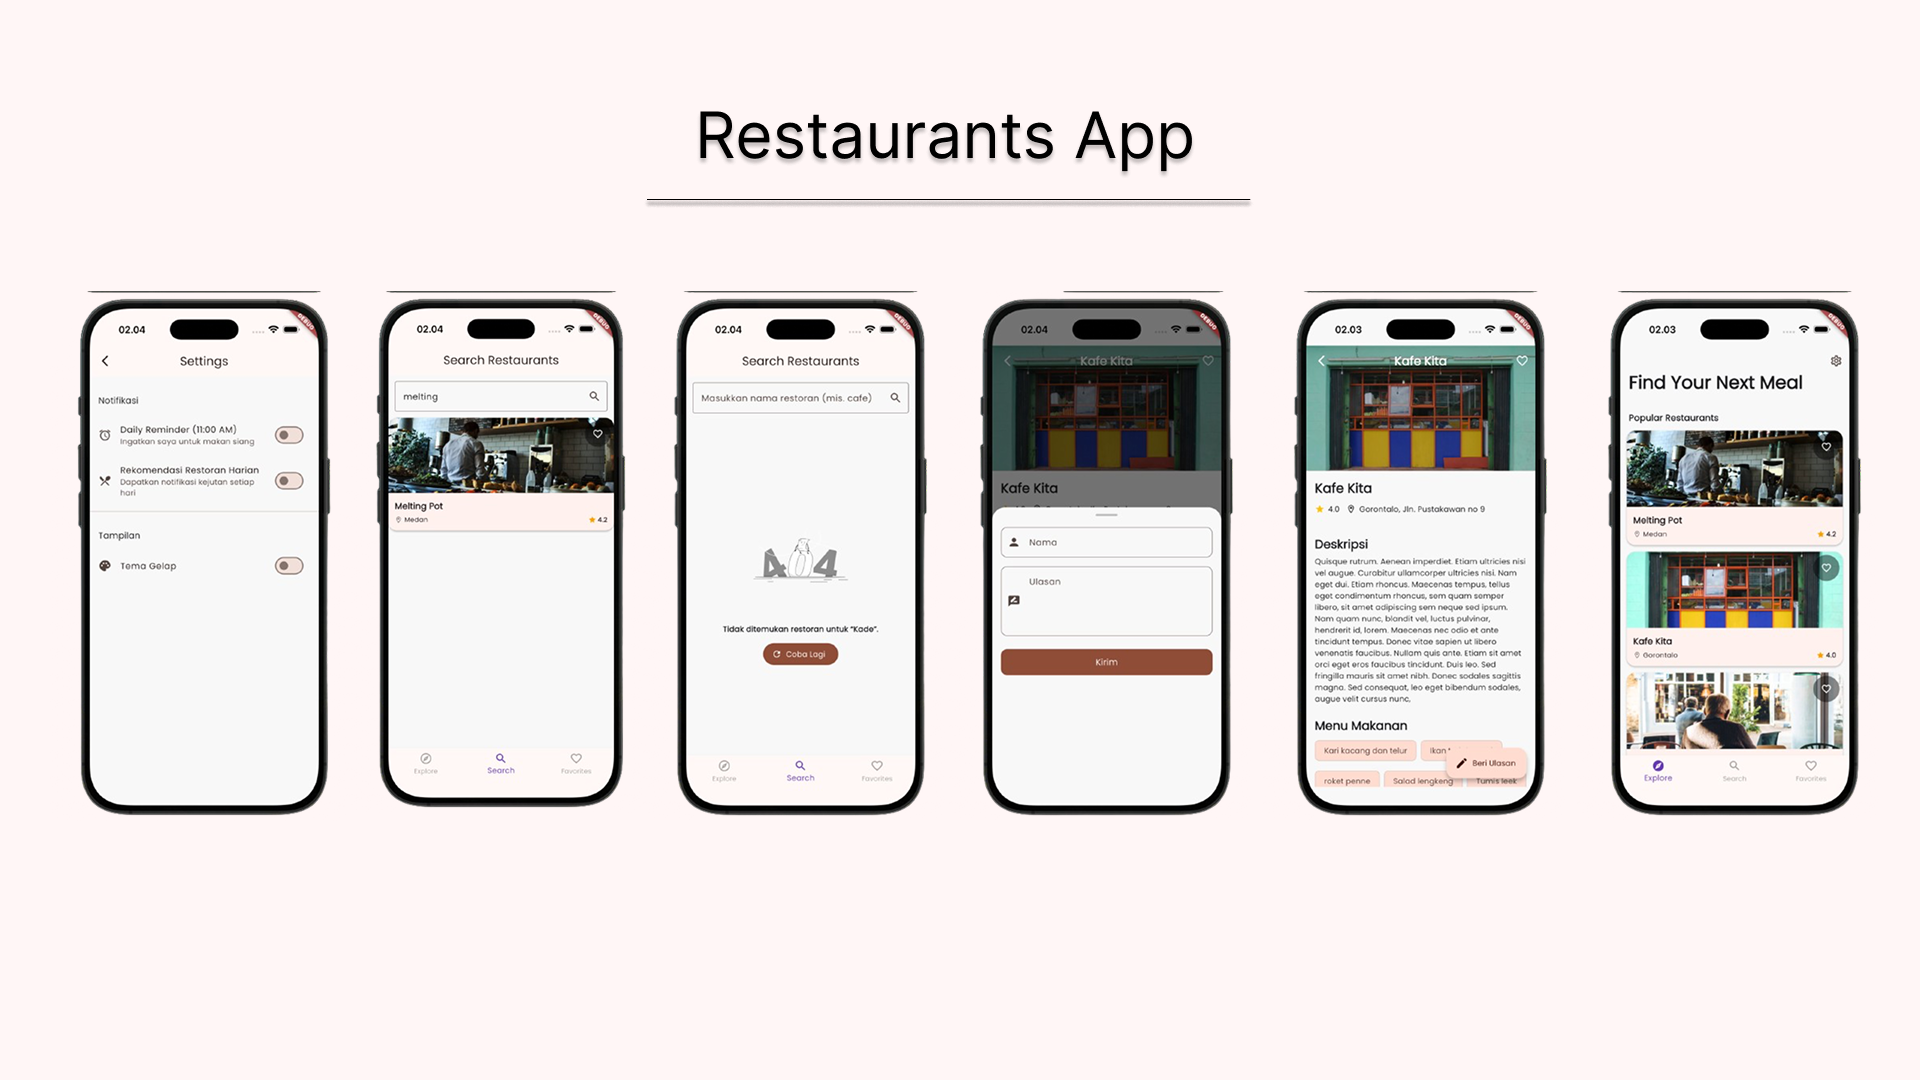 Restaurants App
02.04
DEBUG
Settings
Notifikasi
Daily Reminder (11:00 AM)
Ingatkan saya untuk makan siang
Rekomendasi Restoran Harian
Dapatkan notifikasi kejutan setiap
hari
Tampilan
Tema Gelap
02.04
DEBUG
Search Restaurants
melting
Melting Pot
Medan
4.2
Explore
Search
Favorites
02.04
DEBUG
Search Restaurants
Masukkan nama restoran (mis. cafe)
404
Tidak ditemukan restoran untuk "Kade".
Coba Lagi
Explore
Search
Favorites
02.04
DEBUG
Kafe Kita
Kafe Kita
Nama
Ulasan
Kirim
02.03
DEBUG
Kafe Kita
Kafe Kita
4.0 Gorontalo, Jln. Pustakawan no 9
Deskripsi
Quisque rutrum. Aenean imperdiet. Etiam ultricies nisi
vel augue. Curabitur ullamcorper ultricies nisi. Nam
eget dui. Etiam rhoncus. Maecenas tempus, tellus
eget condimentum rhoncus, sem quam semper
libero, sit amet adipiscing sem neque sed ipsum.
Nam quam nunc, blandit vel, luctus pulvinar,
hendrerit id, lorem. Maecenas nec odio et ante
tincidunt tempus. Donec vitae sapien ut libero
venenatis faucibus. Nullam quis ante. Etiam sit amet
orci eget eros faucibus tincidunt. Duis leo. Sed
fringilla mauris sit amet nibh. Donec sodales sagittis
magna. Sed consequat, leo eget bibendum sodales,
augue velit cursus nunc,
Menu Makanan
Kari kacang dan telur
Ikan
Beri Ulasan
roket penne
Salad lengkeng
Tumis leek
02.03
DEBUG
Find Your Next Meal
Popular Restaurants
Melting Pot
Medan
4.2
Kafe Kita
Gorontalo
4.0
Explore
Search
Favorites